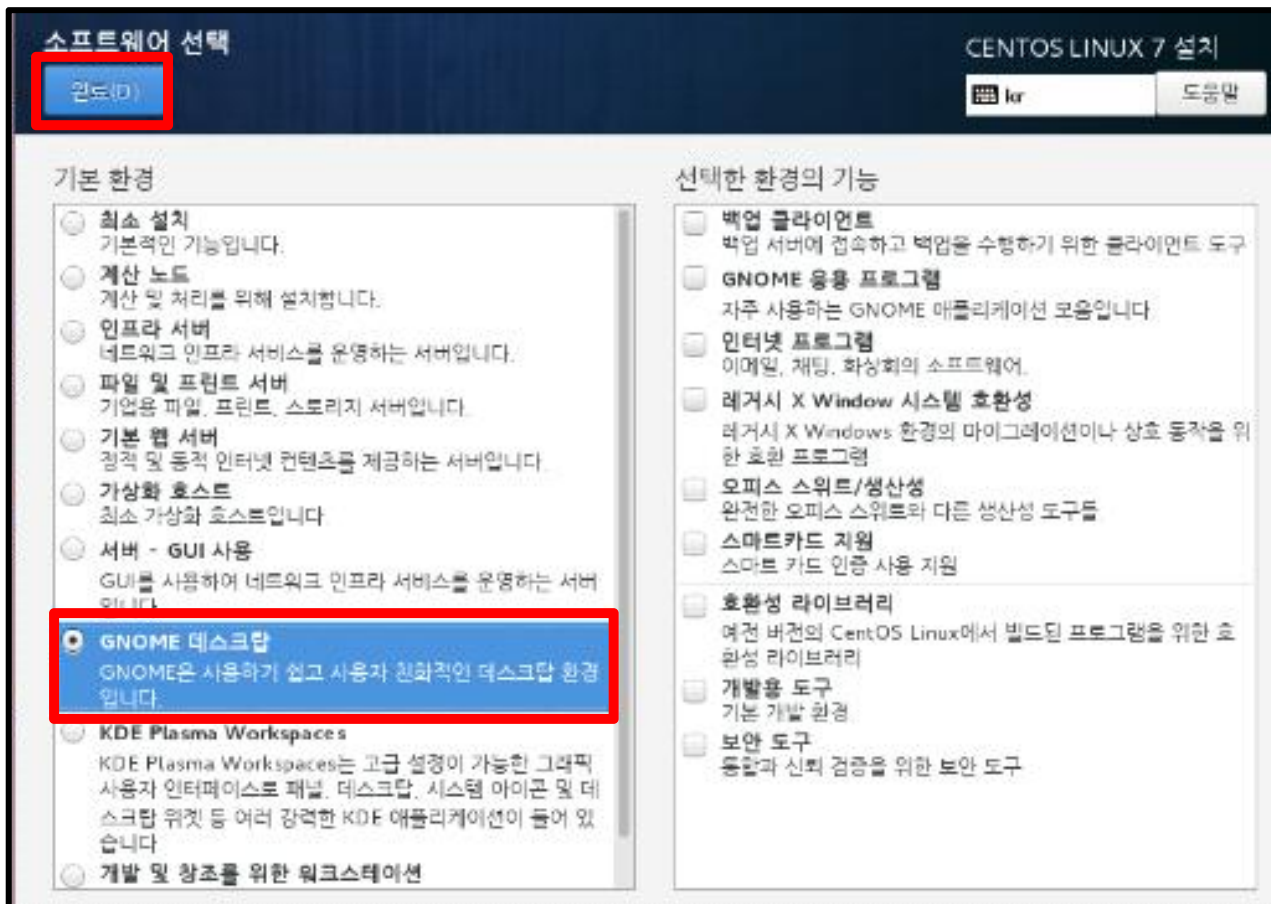 소프트웨어 선택
완료(D)
CENTOS LINUX 7 설치
kr
도움말
기본 환경
최소 설치
기본적인 기능입니다.
계산 노드
계산 및 처리를 위해 설치합니다.
인프라 서버
네트워크 인프라 서비스를 운영하는 서버입니다.
파일 및 프린트 서버
기업용 파일, 프린트, 스토리지 서버입니다.
기본 웹 서버
정적 및 동적 인터넷 컨텐츠를 제공하는 서버입니다.
가상화 호스트
최소 가상화 호스트입니다.
서버 - GUI 사용
GUI를 사용하여 네트워크 인프라 서비스를 운영하는 서버
입니다.
GNOME 데스크탑
GNOME은 사용하기 쉽고 사용자 친화적인 데스크탑 환경
입니다.
KDE Plasma Workspaces
KDE Plasma Workspaces는 고급 설정이 가능한 그래픽
사용자 인터페이스로 패널, 데스크탑, 시스템 아이콘 및 데
스크탑 위젯 등 여러 강력한 KDE 애플리케이션이 들어 있
습니다
개발 및 창조를 위한 워크스테이션
선택한 환경의 기능
백업 클라이언트
백업 서버에 접속하고 백업을 수행하기 위한 클라이언트 도구
GNOME 응용 프로그램
자주 사용하는 GNOME 애플리케이션 모음입니다
인터넷 프로그램
이메일, 채팅, 화상회의 소프트웨어.
레거시 X Window 시스템 호환성
레거시 X Windows 환경의 마이그레이션이나 상호 동작을 위
한 호환 프로그램
오피스 스위트/생산성
완전한 오피스 스위트와 다른 생산성 도구들
스마트카드 지원
스마트 카드 인증 사용 지원
호환성 라이브러리
예전 버전의 CentOS Linux에서 빌드된 프로그램을 위한 호
환성 라이브러리
개발용 도구
기본 개발 환경
보안 도구
통합과 신뢰 검증을 위한 보안 도구